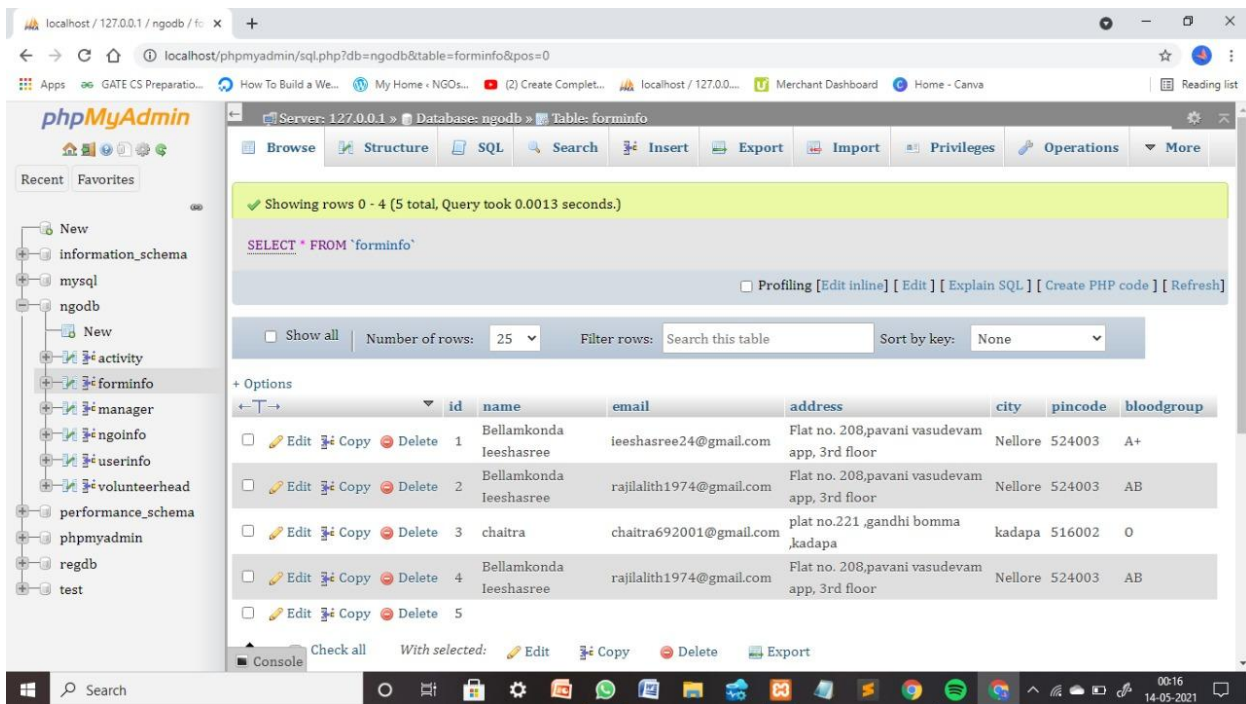 localhost / 127.0.0.1 / ngodb / fo
localhost/phpmyadmin/sql.php?db=ngodb&table=forminfo&pos=0
Apps GATE CS Preparatio... How To Build a We... My Home ‹ NGOs... (2) Create Complet... localhost / 127.0.0.... Merchant Dashboard Home - Canva Reading list
phpMyAdmin
Server: 127.0.0.1 » Database: ngodb » Table: forminfo
Browse Structure SQL Search Insert Export Import Privileges Operations More
Recent Favorites
New
information_schema
mysql
ngodb
New
activity
forminfo
manager
ngoinfo
userinfo
volunteerhead
performance_schema
phpmyadmin
regdb
test
Showing rows 0 - 4 (5 total, Query took 0.0013 seconds.)
SELECT * FROM `forminfo`
Profiling [Edit inline] [ Edit ] [ Explain SQL ] [ Create PHP code ] [ Refresh]
Show all Number of rows: 25 Filter rows: Search this table Sort by key: None
+ Options
←T→ id name email address city pincode bloodgroup
Edit Copy Delete 1 Bellamkonda Ieeshasree ieeshasree24@gmail.com Flat no. 208,pavani vasudevam app, 3rd floor Nellore 524003 A+
Edit Copy Delete 2 Bellamkonda Ieeshasree rajilalith1974@gmail.com Flat no. 208,pavani vasudevam app, 3rd floor Nellore 524003 AB
Edit Copy Delete 3 chaitra chaitra692001@gmail.com plat no.221 ,gandhi bomma ,kadapa kadapa 516002 O
Edit Copy Delete 4 Bellamkonda Ieeshasree rajilalith1974@gmail.com Flat no. 208,pavani vasudevam app, 3rd floor Nellore 524003 AB
Edit Copy Delete 5
Check all With selected: Edit Copy Delete Export
Console
Search
00:16
14-05-2021